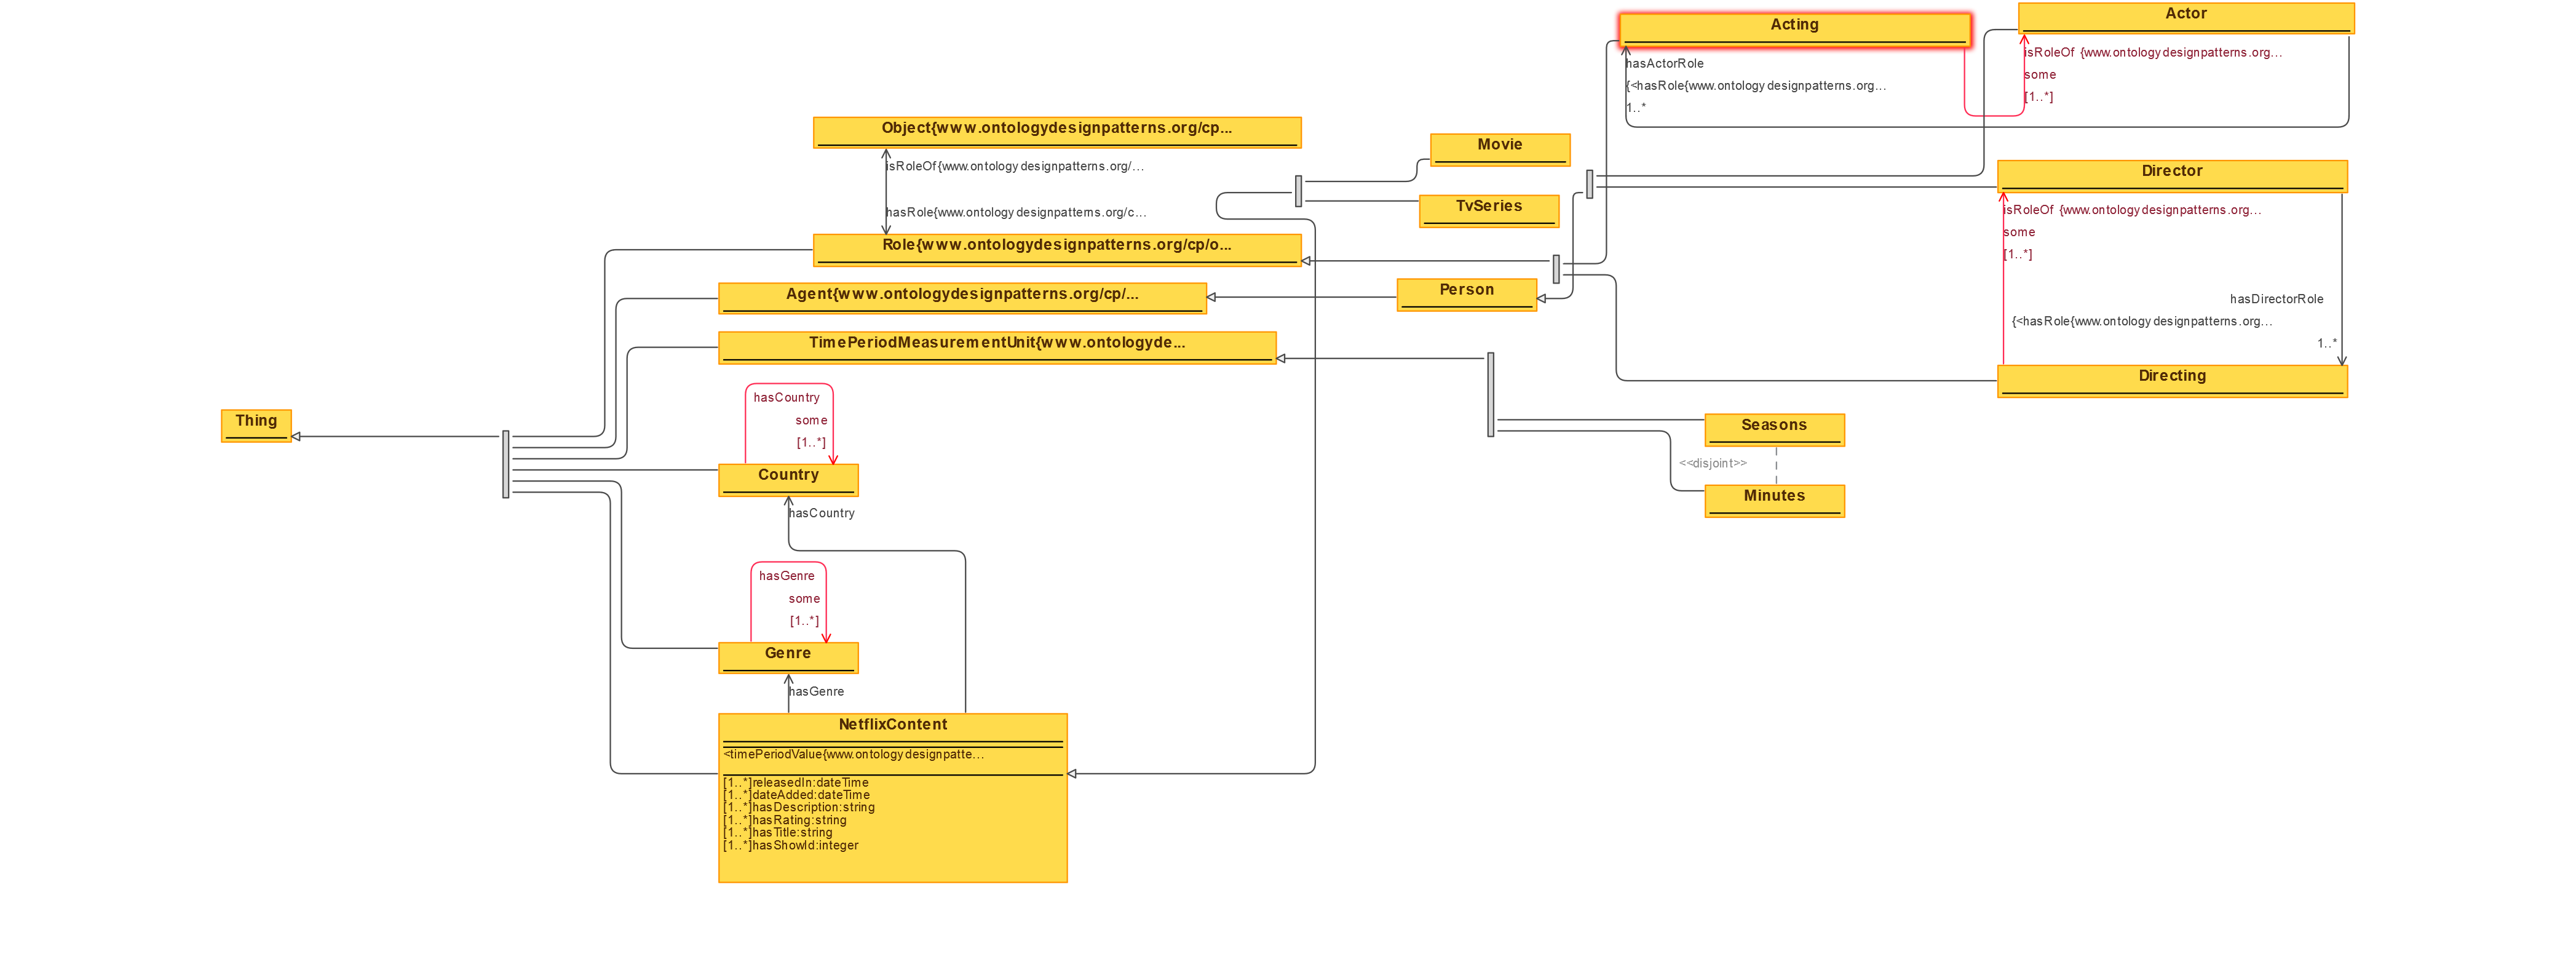 Acting
Actor
hasActorRole
{<hasRole{www.ontologydesignpatterns.org...
1..*
isRoleOf {www.ontologydesignpatterns.org...
some
[1..*]
Object{www.ontologydesignpatterns.org/cp...
isRoleOf{www.ontologydesignpatterns.org/...
hasRole{www.ontologydesignpatterns.org/c...
Role{www.ontologydesignpatterns.org/cp/o...
Movie
TvSeries
Director
isRoleOf {www.ontologydesignpatterns.org...
some
[1..*]
hasDirectorRole
{<hasRole{www.ontologydesignpatterns.org...
1..*
Directing
Agent{www.ontologydesignpatterns.org/cp/...
Person
TimePeriodMeasurementUnit{www.ontologyde...
Thing
hasCountry
some
[1..*]
Country
hasCountry
Seasons
<<disjoint>>
Minutes
hasGenre
some
[1..*]
Genre
hasGenre
NetflixContent
<timePeriodValue{www.ontologydesignpatte...
[1..*]releasedIn:dateTime
[1..*]dateAdded:dateTime
[1..*]hasDescription:string
[1..*]hasRating:string
[1..*]hasTitle:string
[1..*]hasShowId:integer